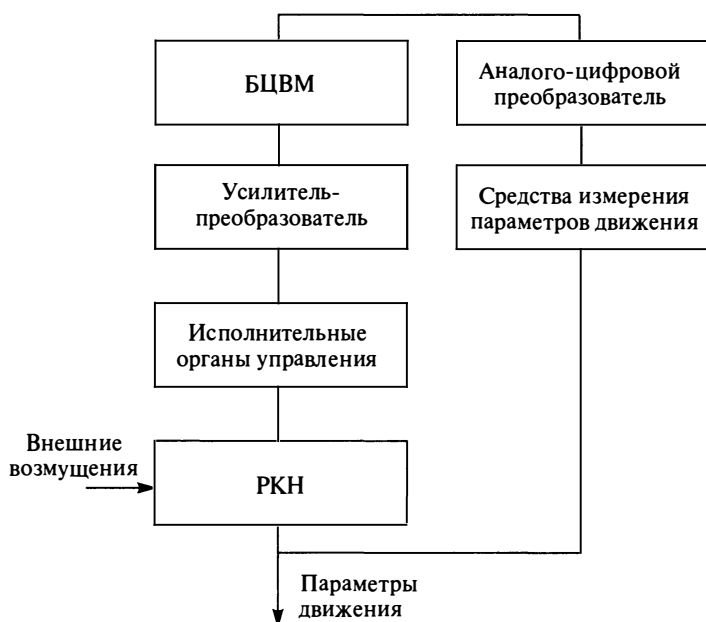 БЦВМ
Аналого-цифровой
преобразователь
Усилитель-
преобразователь
Средства измерения
параметров движения
Исполнительные
органы управления
Внешние
возмущения
РКН
Параметры
движения